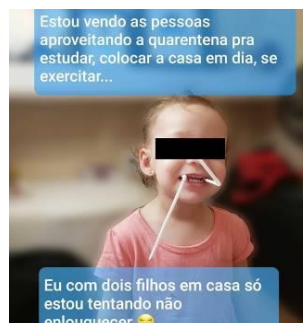 Estou vendo as pessoas
aproveitando a quarentena pra
estudar, colocar a casa em dia, se
exercitar...
Eu com dois filhos em casa só
estou tentando não
enlouquecer 😂